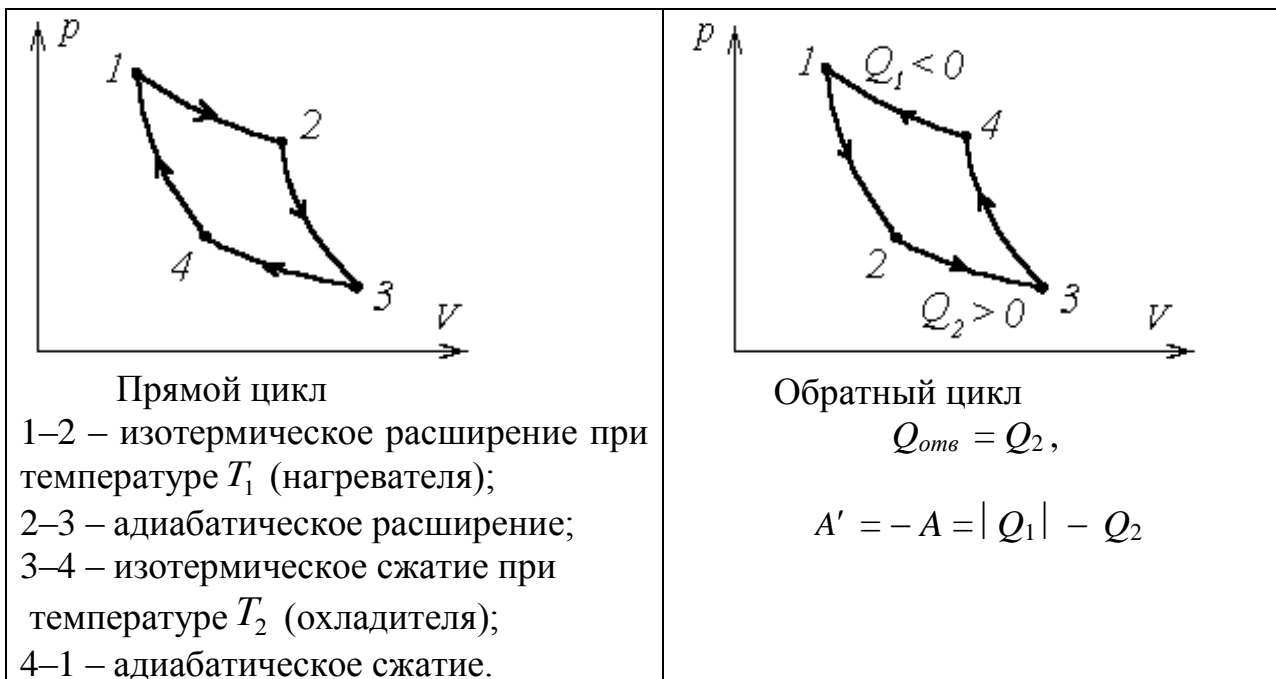 p
1
2
4
3
V
Прямой цикл
1–2 – изотермическое расширение при
температуре T₁ (нагревателя);
2–3 – адиабатическое расширение;
3–4 – изотермическое сжатие при
температуре T₂ (охладителя);
4–1 – адиабатическое сжатие.
p
1 Q₁ < 0
4
2
Q₂ > 0 3
V
Обратный цикл
Qотв = Q₂ ,
A′ = – A = | Q₁ | – Q₂